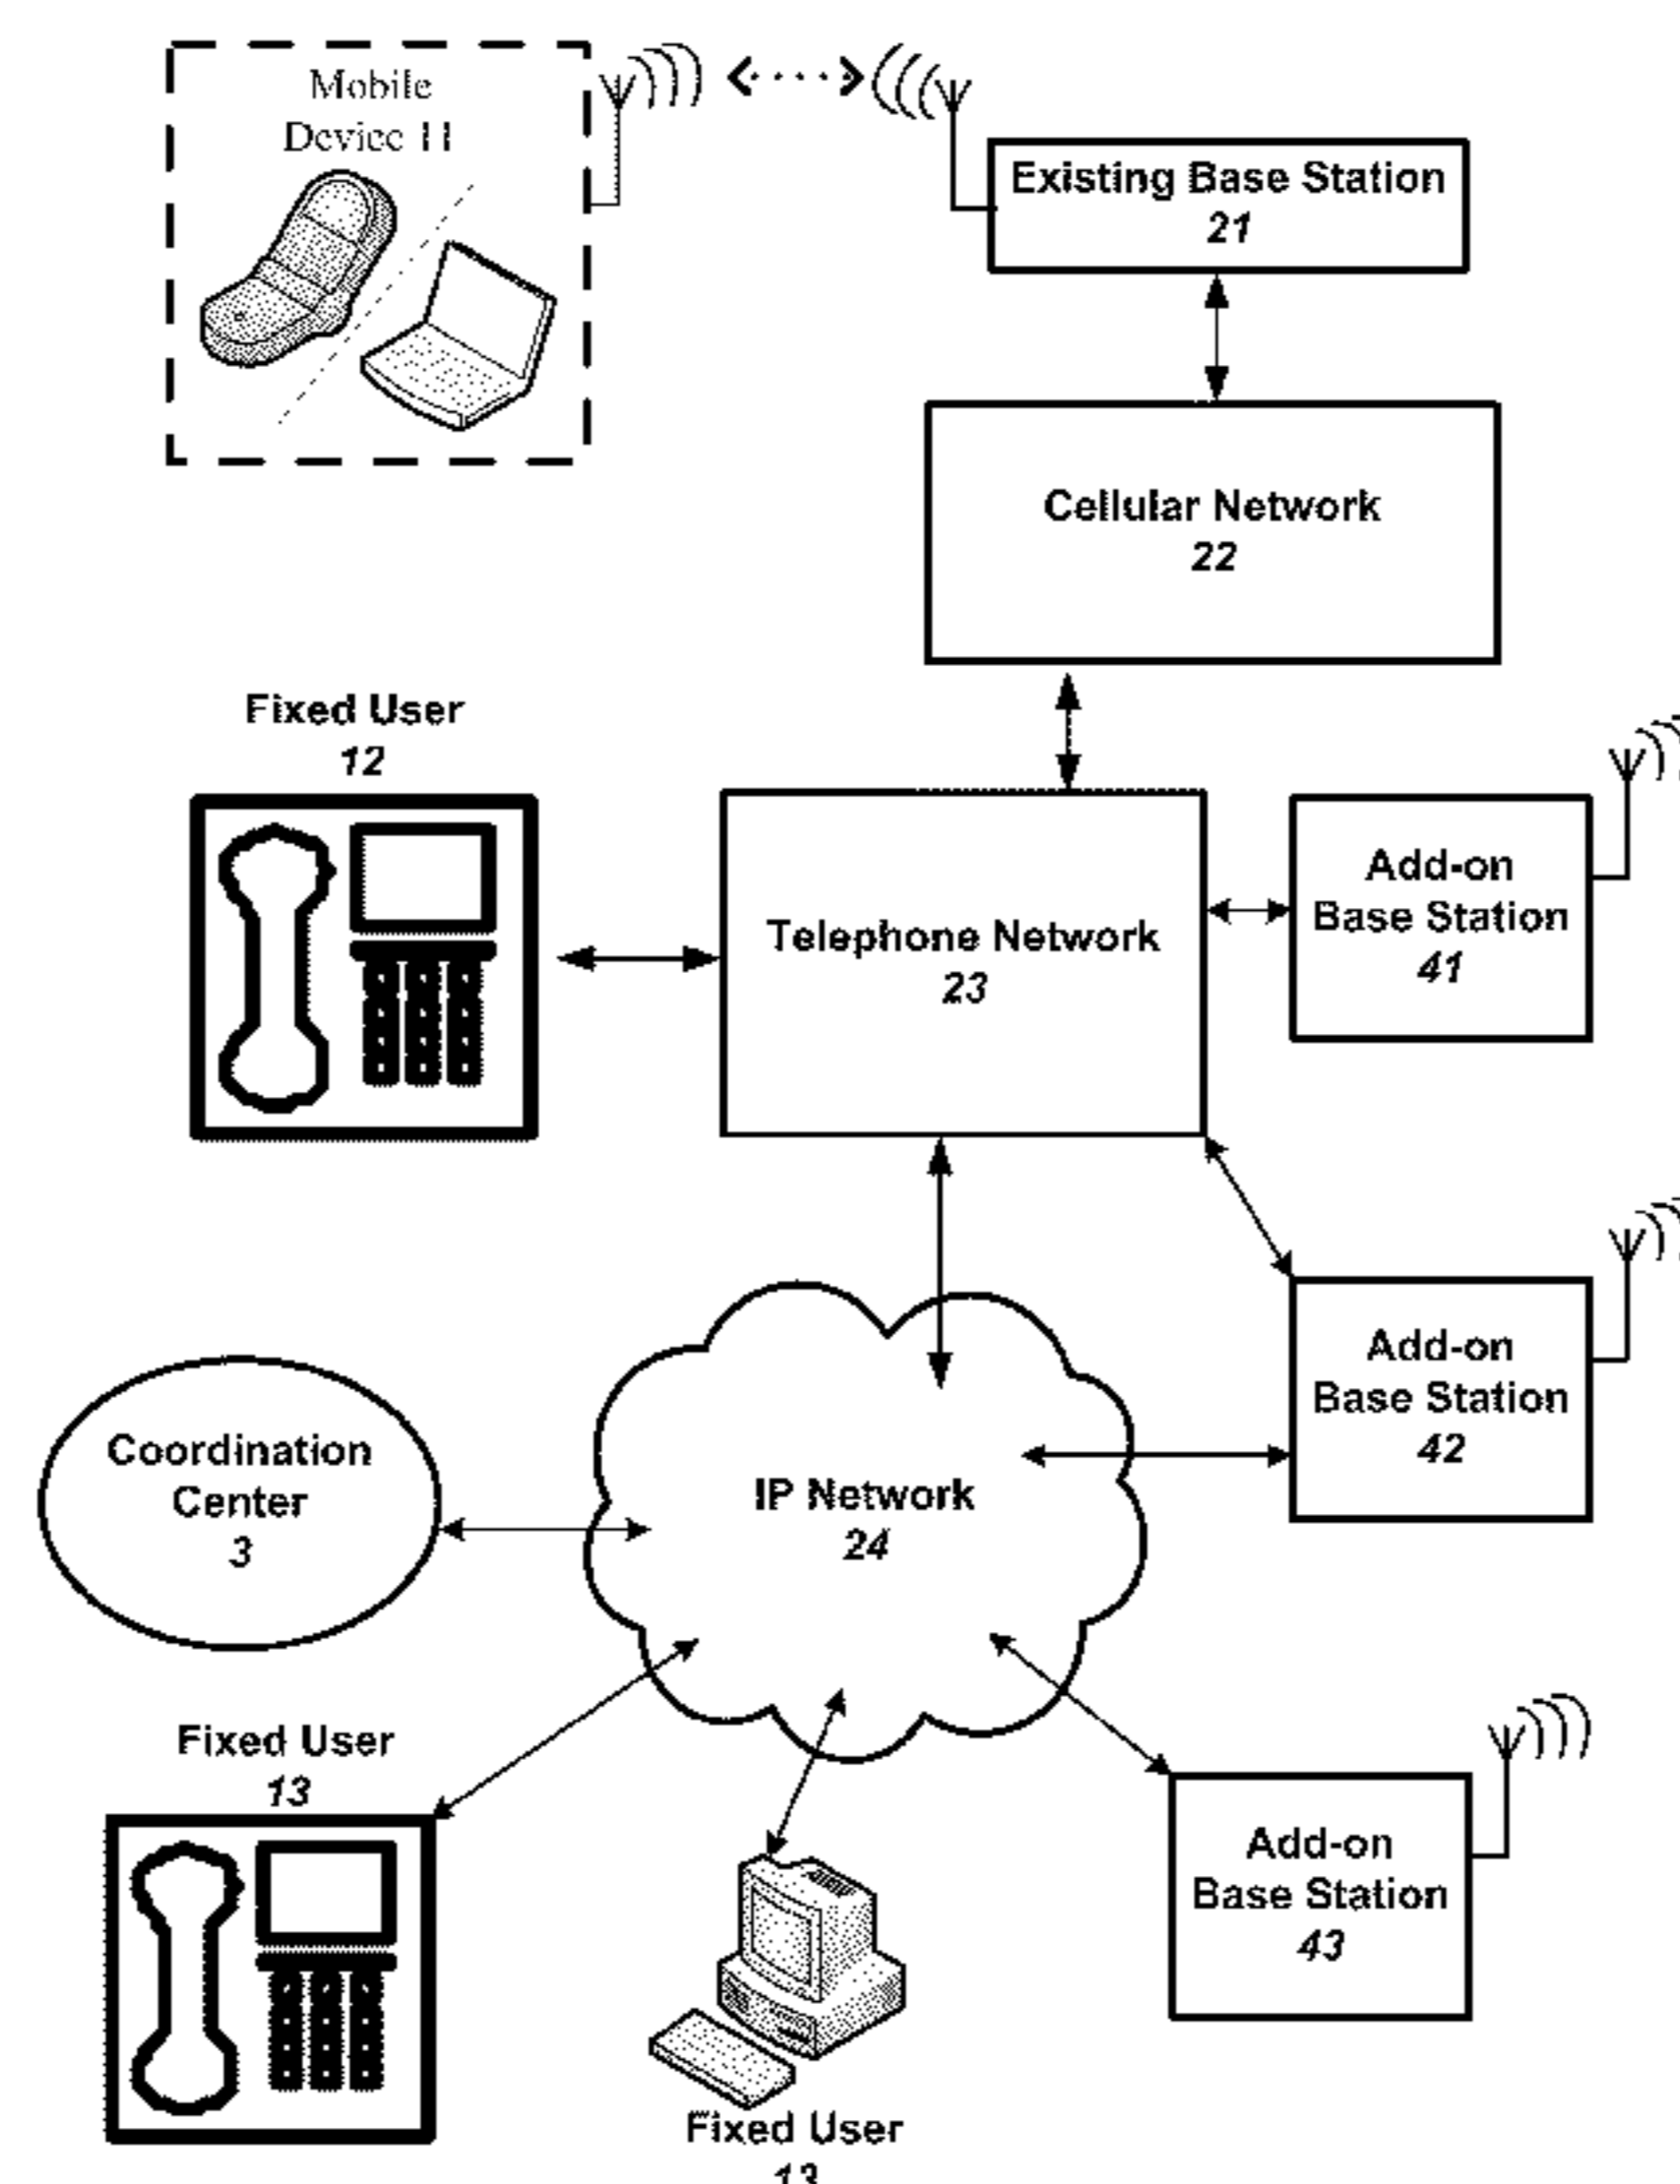 Mobile
Device 11
Existing Base Station
21
Cellular Network
22
Fixed User
12
Telephone Network
23
Add-on
Base Station
41
Add-on
Base Station
42
Coordination
Center
3
IP Network
24
Fixed User
13
Add-on
Base Station
43
Fixed User
13